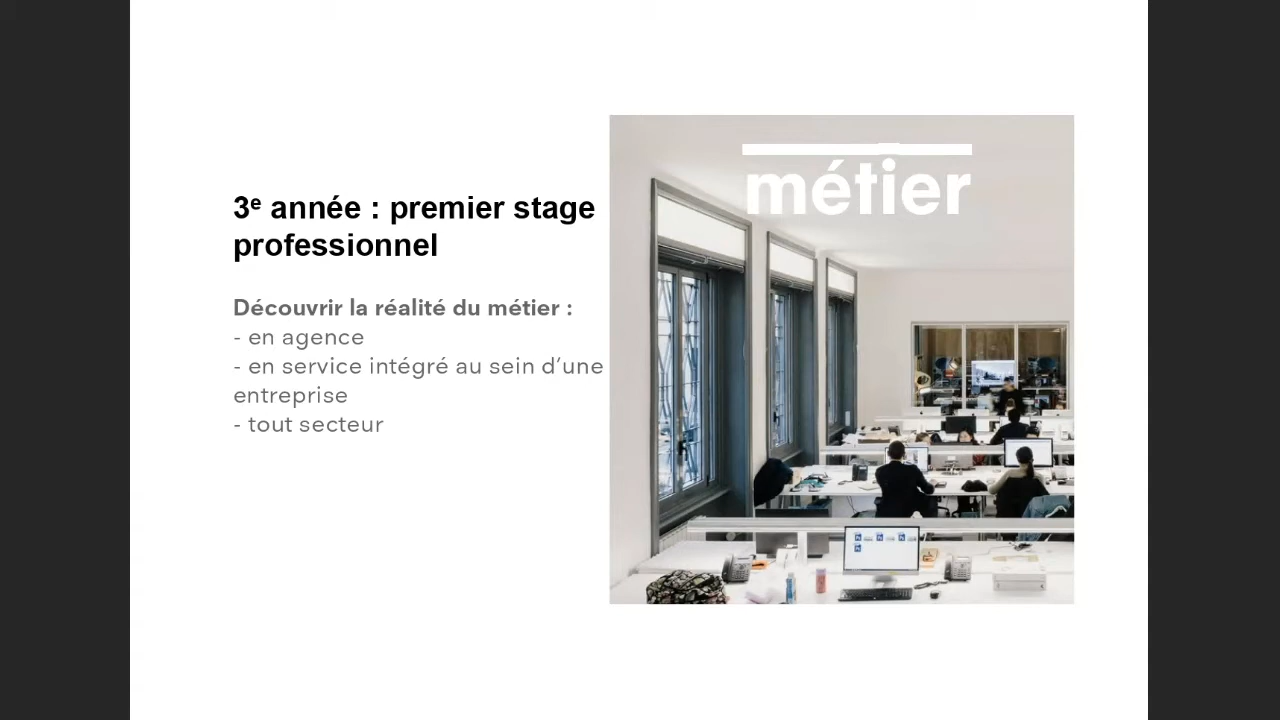 3ᵉ année : premier stage
professionnel
Découvrir la réalité du métier :
- en agence
- en service intégré au sein d’une
entreprise
- tout secteur
métier